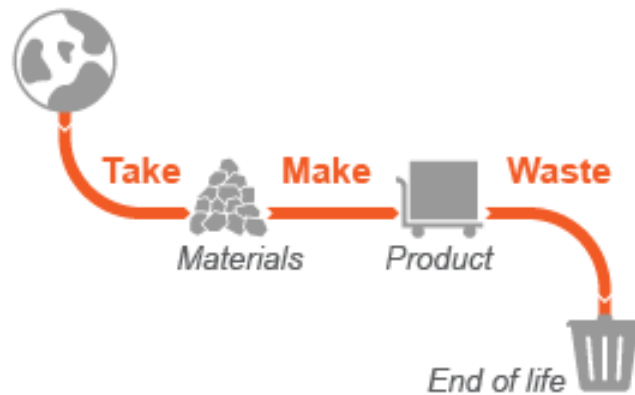 Take
Make
Waste
Materials
Product
End of life